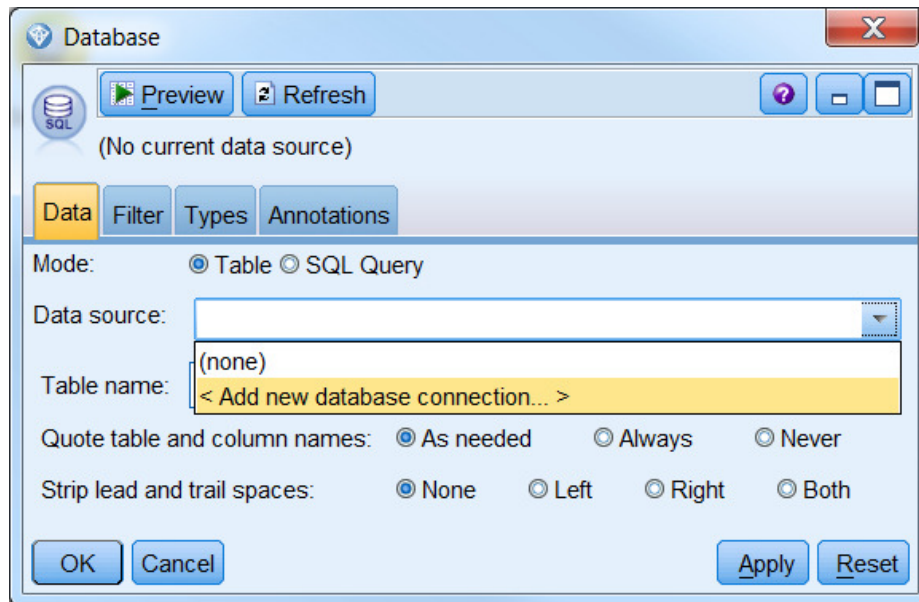 Database
Preview Refresh
SQL
(No current data source)
Data Filter Types Annotations
Mode: Table SQL Query
Data source:
(none)
Table name:
< Add new database connection... >
Quote table and column names: As needed Always Never
Strip lead and trail spaces: None Left Right Both
OK Cancel Apply Reset